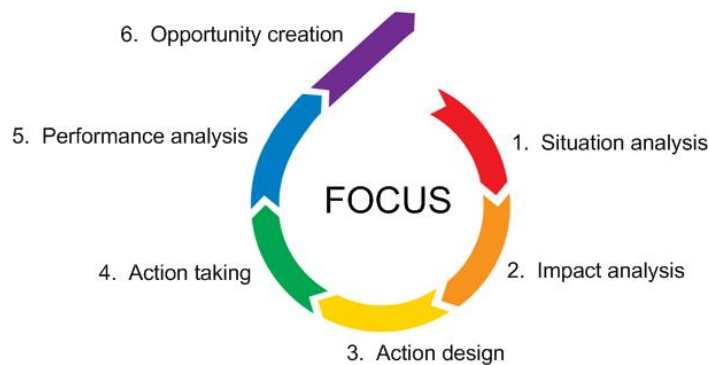 6. Opportunity creation
5. Performance analysis
1. Situation analysis
FOCUS
4. Action taking
2. Impact analysis
3. Action design